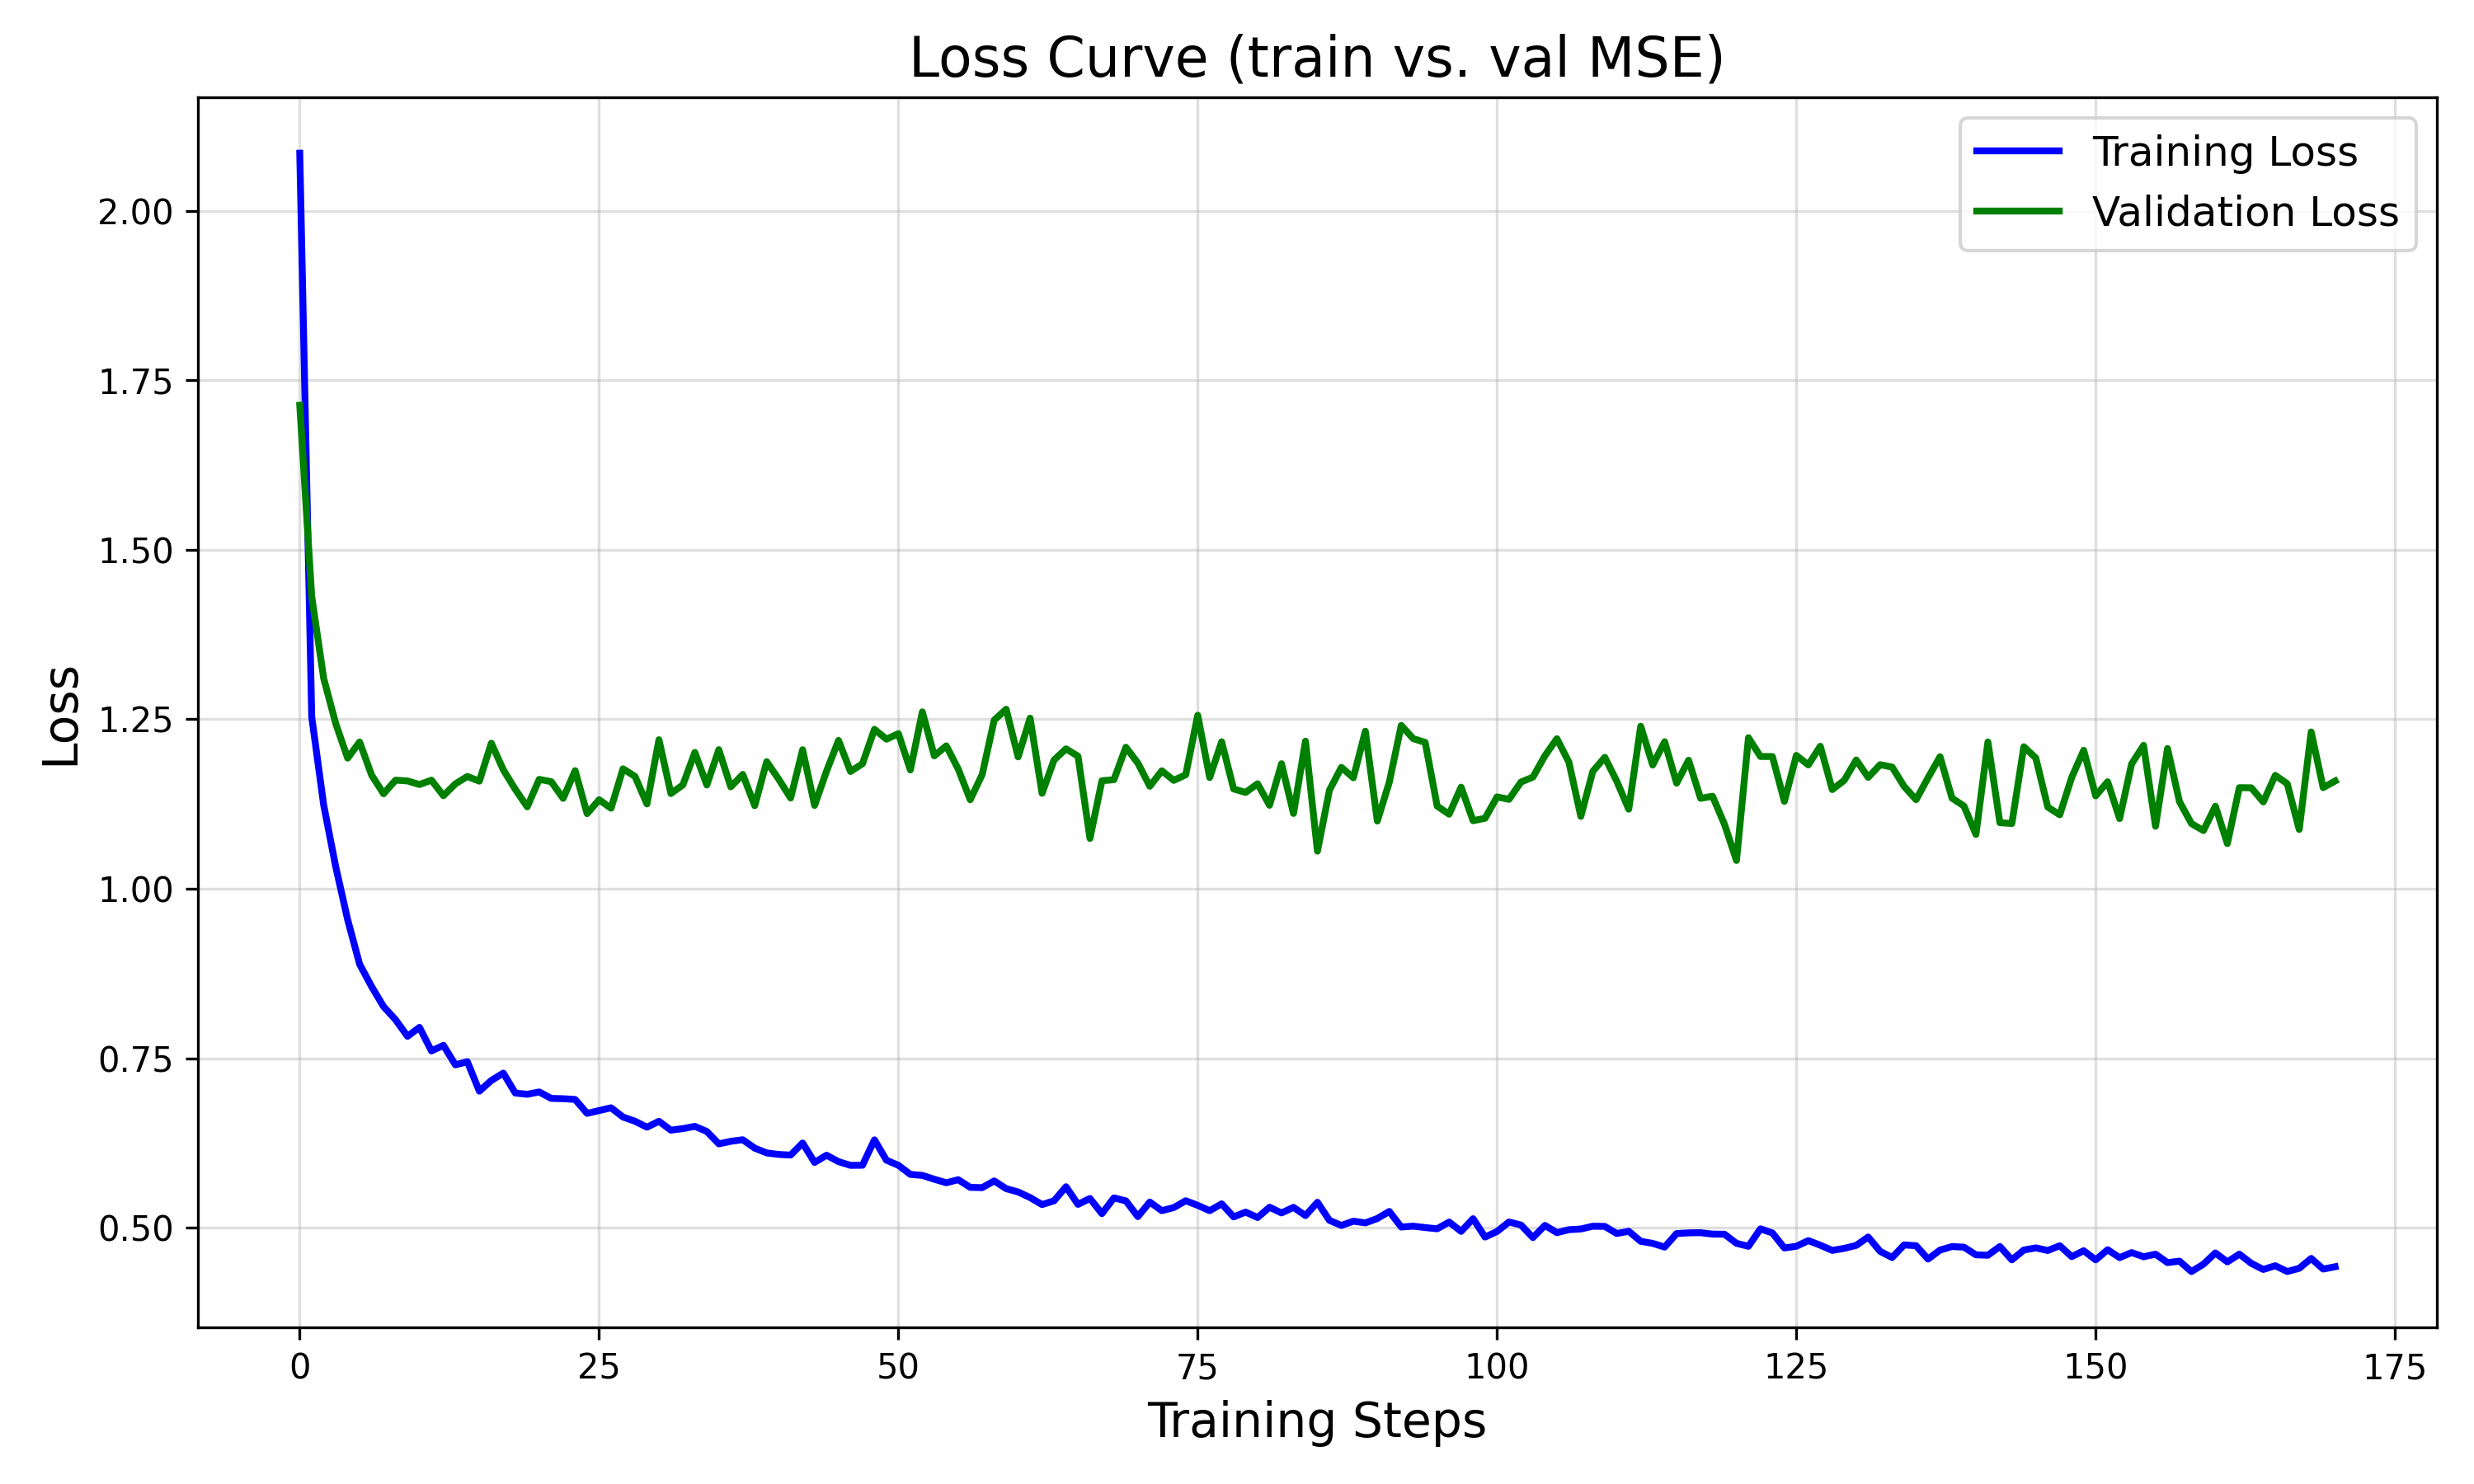 Loss Curve (train vs. val MSE)
Training Loss
Validation Loss
2.00
1.75
1.50
1.25
1.00
0.75
0.50
Loss
0 25 50 75 100 125 150 175
Training Steps